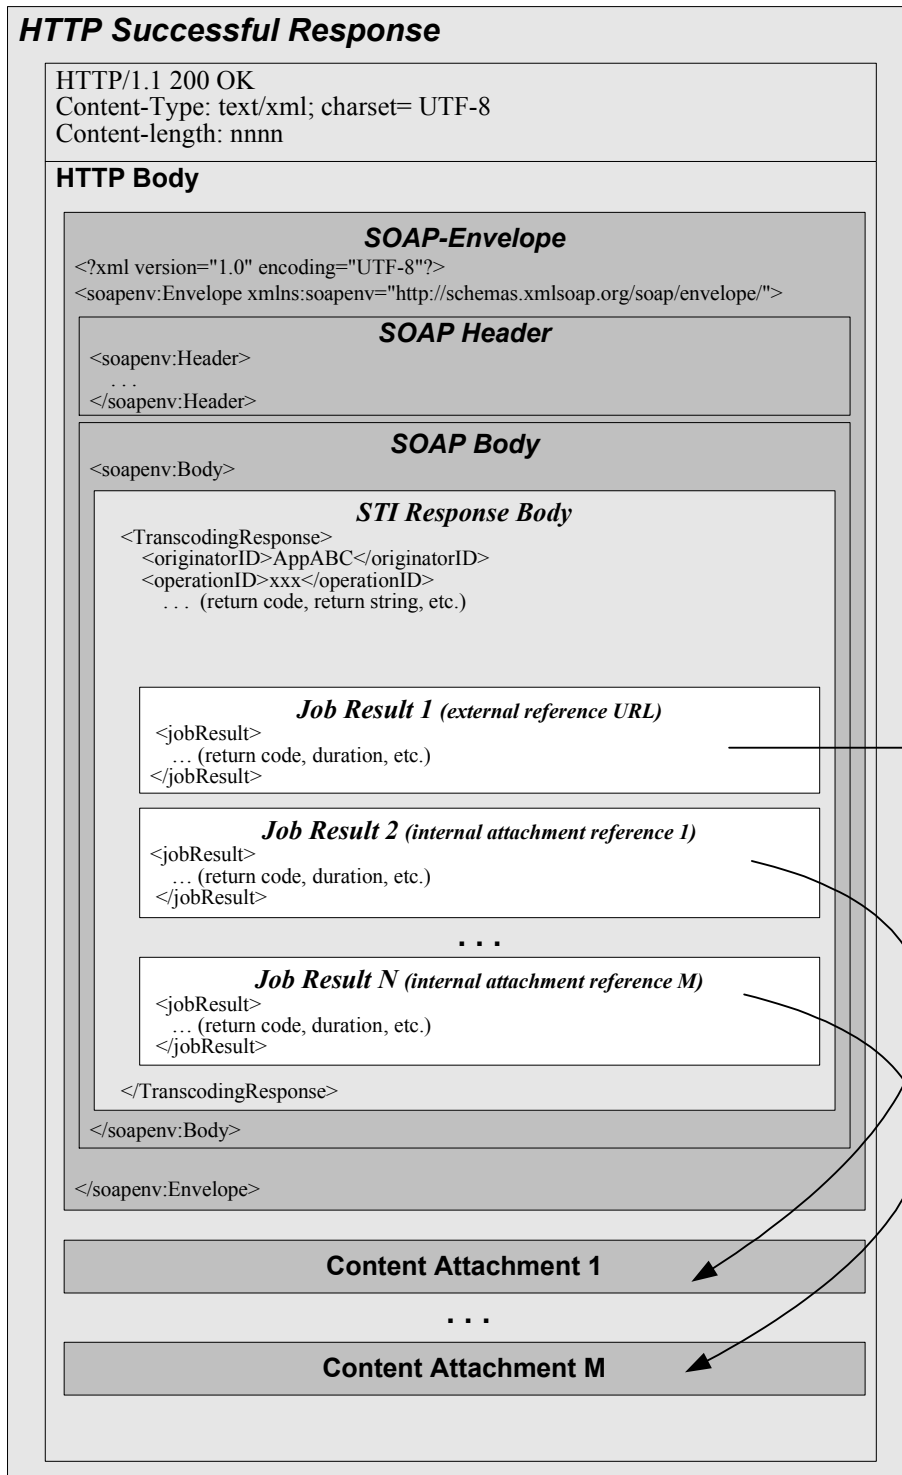 HTTP Successful Response
HTTP/1.1 200 OK
Content-Type: text/xml; charset= UTF-8
Content-length: nnnn
HTTP Body
SOAP-Envelope
<?xml version="1.0" encoding="UTF-8"?>
<soapenv:Envelope xmlns:soapenv="http://schemas.xmlsoap.org/soap/envelope/">
SOAP Header
<soapenv:Header>
. . .
</soapenv:Header>
SOAP Body
<soapenv:Body>
STI Response Body
<TranscodingResponse>
<originatorID>AppABC</originatorID>
<operationID>xxx</operationID>
. . . (return code, return string, etc.)
Job Result 1 (external reference URL)
<jobResult>
… (return code, duration, etc.)
</jobResult>
Job Result 2 (internal attachment reference 1)
<jobResult>
… (return code, duration, etc.)
</jobResult>
. . .
Job Result N (internal attachment reference M)
<jobResult>
… (return code, duration, etc.)
</jobResult>
</TranscodingResponse>
</soapenv:Body>
</soapenv:Envelope>
Content Attachment 1
. . .
Content Attachment M